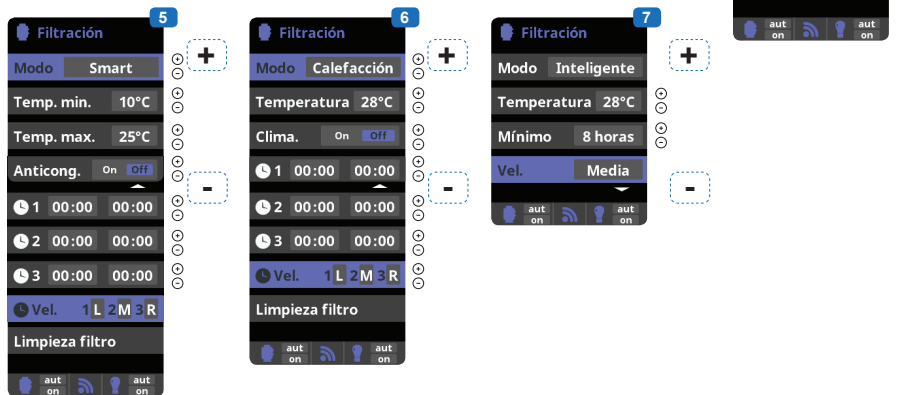 5
Filtración
Modo Smart
Temp. min. 10°C
Temp. max. 25°C
Anticong. On Off
1 00:00 00:00
2 00:00 00:00
3 00:00 00:00
Vel. 1 L 2 M 3 R
Limpieza filtro
aut on aut on
+
-
6
Filtración
Modo Calefacción
Temperatura 28°C
Clima. On Off
1 00:00 00:00
2 00:00 00:00
3 00:00 00:00
Vel. 1 L 2 M 3 R
Limpieza filtro
aut on aut on
+
-
7
Filtración
Modo Inteligente
Temperatura 28°C
Mínimo 8 horas
Vel. Media
aut on aut on
+
-
aut on aut on